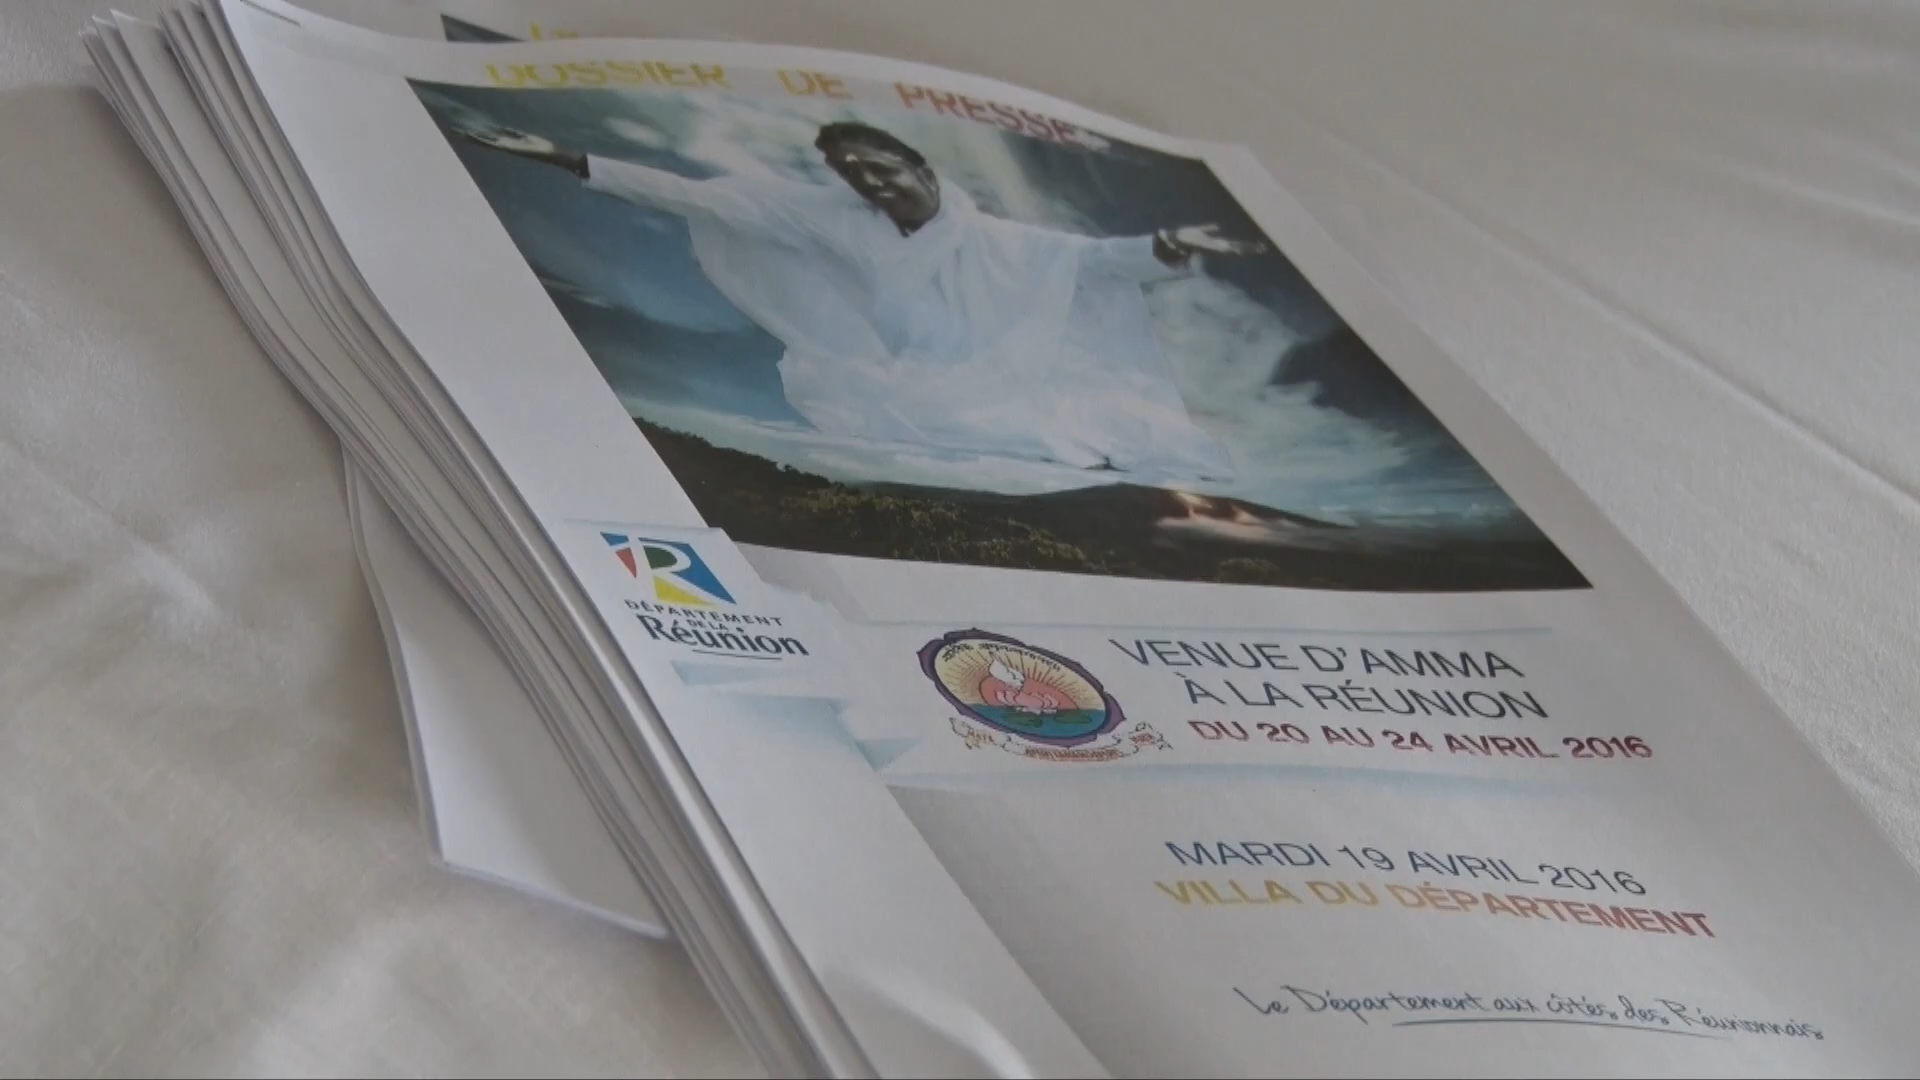 DOSSIER DE PRESSE
DÉPARTEMENT
DE LA
Réunion
VENUE D'AMMA
À LA RÉUNION
DU 20 AU 24 AVRIL 2016
MARDI 19 AVRIL 2016
VILLA DU DÉPARTEMENT
Le Département aux côtés des Réunionnais